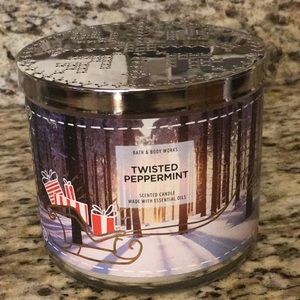 BATH & BODY WORKS
TWISTED
PEPPERMINT
SCENTED CANDLE
MADE WITH ESSENTIAL OILS